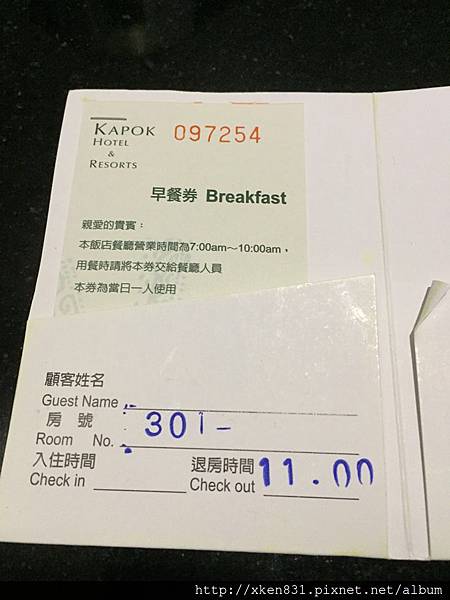 KAPOK
HOTEL
&
RESORTS
097254
早餐券 Breakfast
親愛的貴賓：
本飯店餐廳營業時間為7:00am～10:00am，
用餐時請將本券交給餐廳人員
本券為當日一人使用
顧客姓名
Guest Name
房 號 301-
Room No.
入住時間 退房時間 11.00
Check in Check out
http://xken831.pixnet.net/album